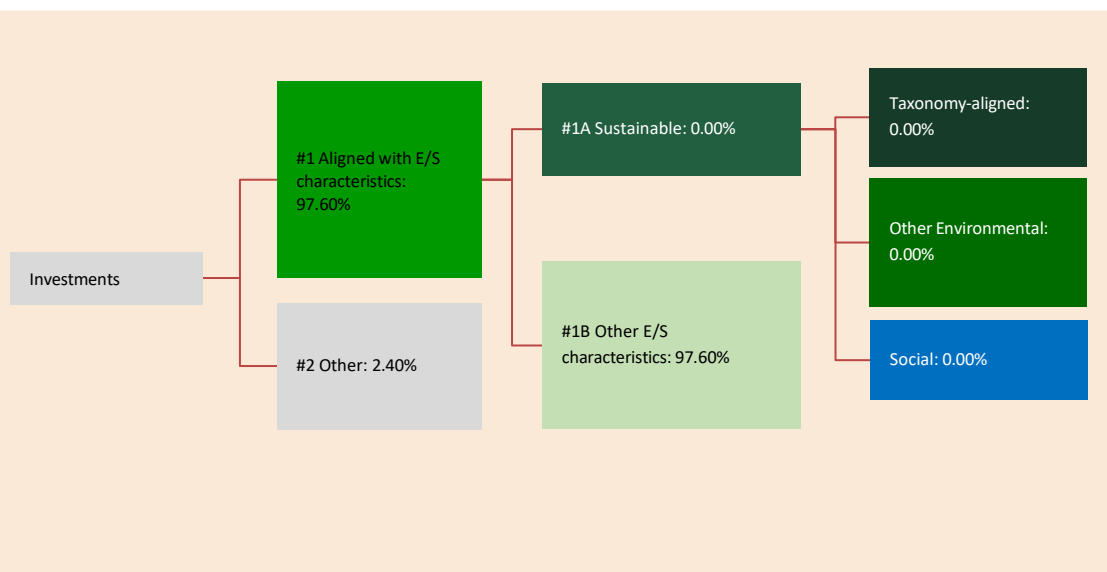 Investments
#1 Aligned with E/S
characteristics:
97.60%
#2 Other: 2.40%
#1A Sustainable: 0.00%
#1B Other E/S
characteristics: 97.60%
Taxonomy-aligned:
0.00%
Other Environmental:
0.00%
Social: 0.00%